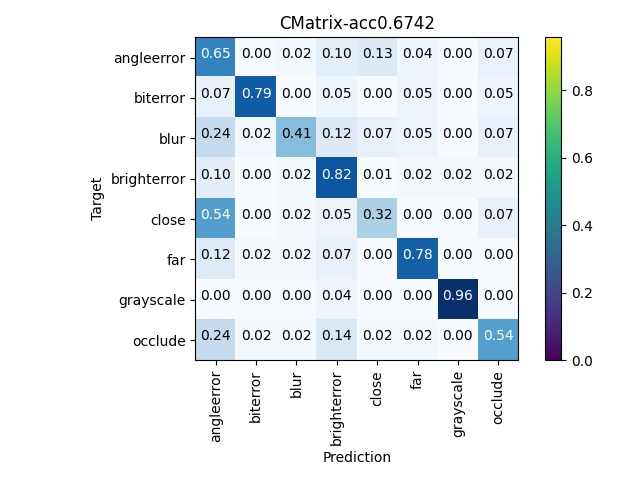 CMatrix-acc0.6742
angleerror 0.65 0.00 0.02 0.10 0.13 0.04 0.00 0.07
biterror 0.07 0.79 0.00 0.05 0.00 0.05 0.00 0.05
blur 0.24 0.02 0.41 0.12 0.07 0.05 0.00 0.07
brighterror 0.10 0.00 0.02 0.82 0.01 0.02 0.02 0.02
close 0.54 0.00 0.02 0.05 0.32 0.00 0.00 0.07
far 0.12 0.02 0.02 0.07 0.00 0.78 0.00 0.00
grayscale 0.00 0.00 0.00 0.04 0.00 0.00 0.96 0.00
occlude 0.24 0.02 0.02 0.14 0.02 0.02 0.00 0.54
Target
angleerror
biterror
blur
brighterror
close
far
grayscale
occlude
Prediction
0.8
0.6
0.4
0.2
0.0